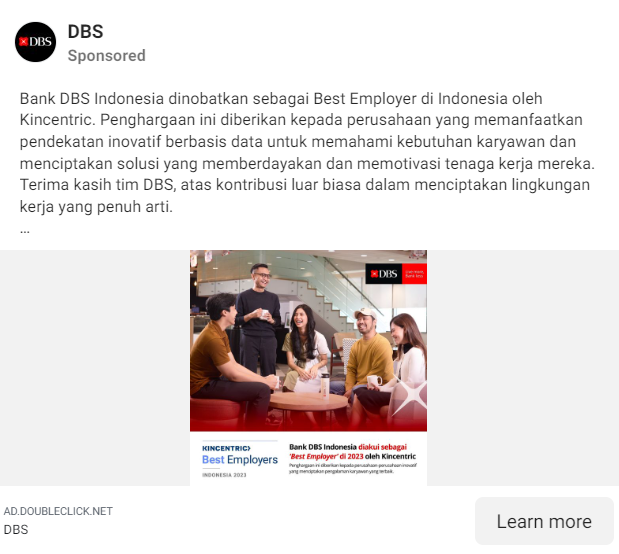 DBS
DBS
Sponsored
Bank DBS Indonesia dinobatkan sebagai Best Employer di Indonesia oleh
Kincentric. Penghargaan ini diberikan kepada perusahaan yang memanfaatkan
pendekatan inovatif berbasis data untuk memahami kebutuhan karyawan dan
menciptakan solusi yang memberdayakan dan memotivasi tenaga kerja mereka.
Terima kasih tim DBS, atas kontribusi luar biasa dalam menciptakan lingkungan
kerja yang penuh arti.
...
DBS
KINCENTRIC
Best Employers
INDONESIA 2023
Bank DBS Indonesia diakui sebagai
'Best Employer' di 2023 oleh Kincentric
Penghargaan ini diberikan kepada perusahaan perusahaan inovatif
yang menciptakan pengalaman karyawan yang terbaik.
AD.DOUBLECLICK.NET
DBS
Learn more